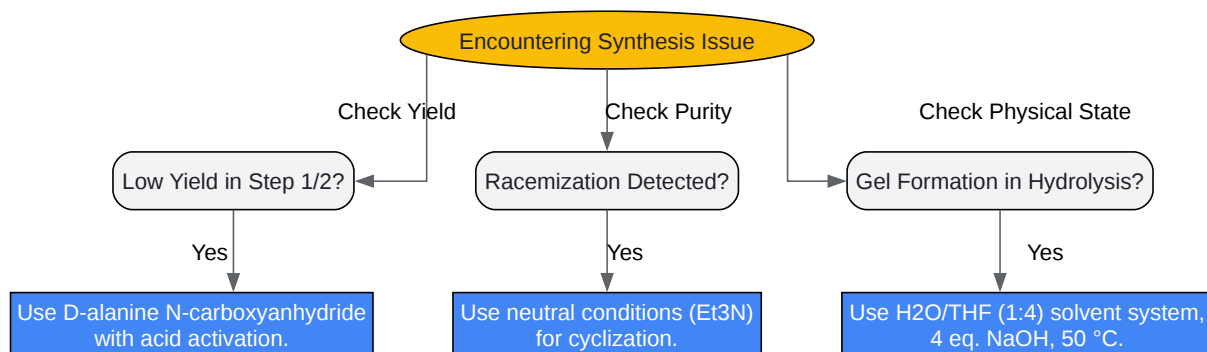 Encountering Synthesis Issue
Check Yield
Check Purity
Check Physical State
Low Yield in Step 1/2?
Racemization Detected?
Gel Formation in Hydrolysis?
Yes
Yes
Yes
Use D-alanine N-carboxyanhydride
with acid activation.
Use neutral conditions (Et3N)
for cyclization.
Use H2O/THF (1:4) solvent system,
4 eq. NaOH, 50 °C.